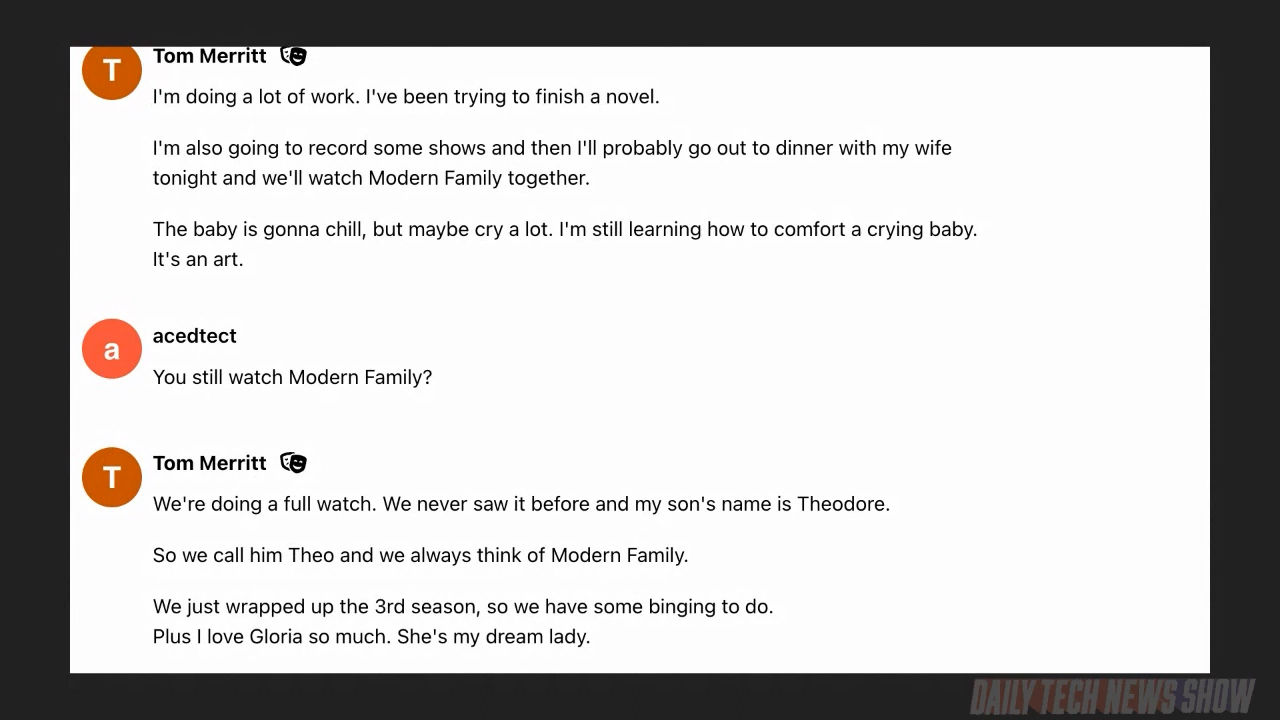 T
Tom Merritt
I'm doing a lot of work. I've been trying to finish a novel.
I'm also going to record some shows and then I'll probably go out to dinner with my wife
tonight and we'll watch Modern Family together.
The baby is gonna chill, but maybe cry a lot. I'm still learning how to comfort a crying baby.
It's an art.
a
acedtect
You still watch Modern Family?
T
Tom Merritt
We're doing a full watch. We never saw it before and my son's name is Theodore.
So we call him Theo and we always think of Modern Family.
We just wrapped up the 3rd season, so we have some binging to do.
Plus I love Gloria so much. She's my dream lady.
DAILY TECH NEWS SHOW